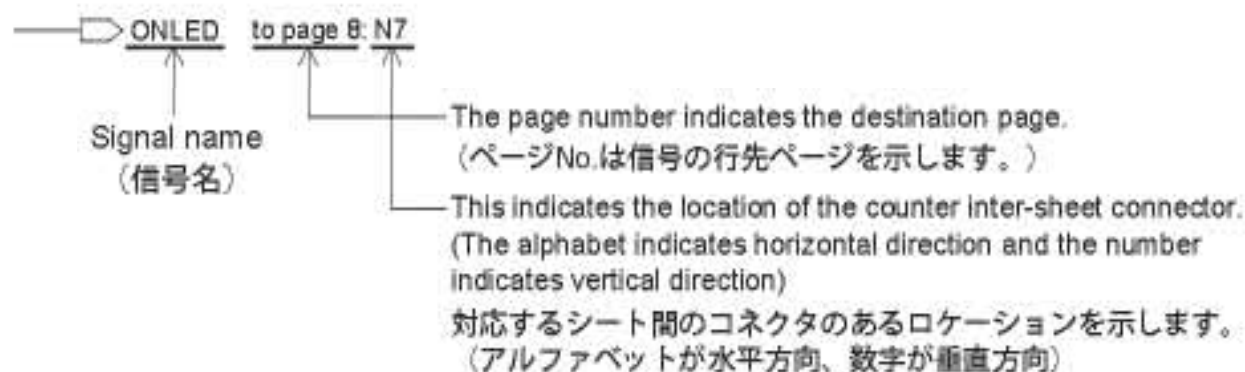 ONLED to page 8: N7
Signal name
（信号名）
The page number indicates the destination page.
（ページNo.は信号の行先ページを示します。）
This indicates the location of the counter inter-sheet connector.
(The alphabet indicates horizontal direction and the number
indicates vertical direction)
対応するシート間のコネクタのあるロケーションを示します。
（アルファベットが水平方向、数字が垂直方向）